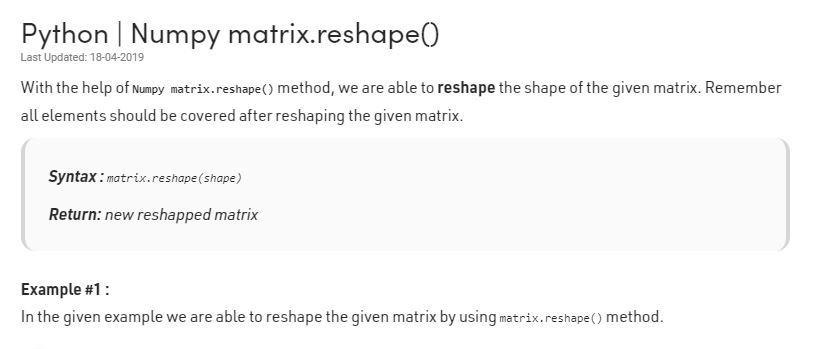 Python | Numpy matrix.reshape()
Last Updated: 18-04-2019
With the help of Numpy matrix.reshape() method, we are able to reshape the shape of the given matrix. Remember
all elements should be covered after reshaping the given matrix.
Syntax : matrix.reshape(shape)
Return: new reshapped matrix
Example #1 :
In the given example we are able to reshape the given matrix by using matrix.reshape() method.